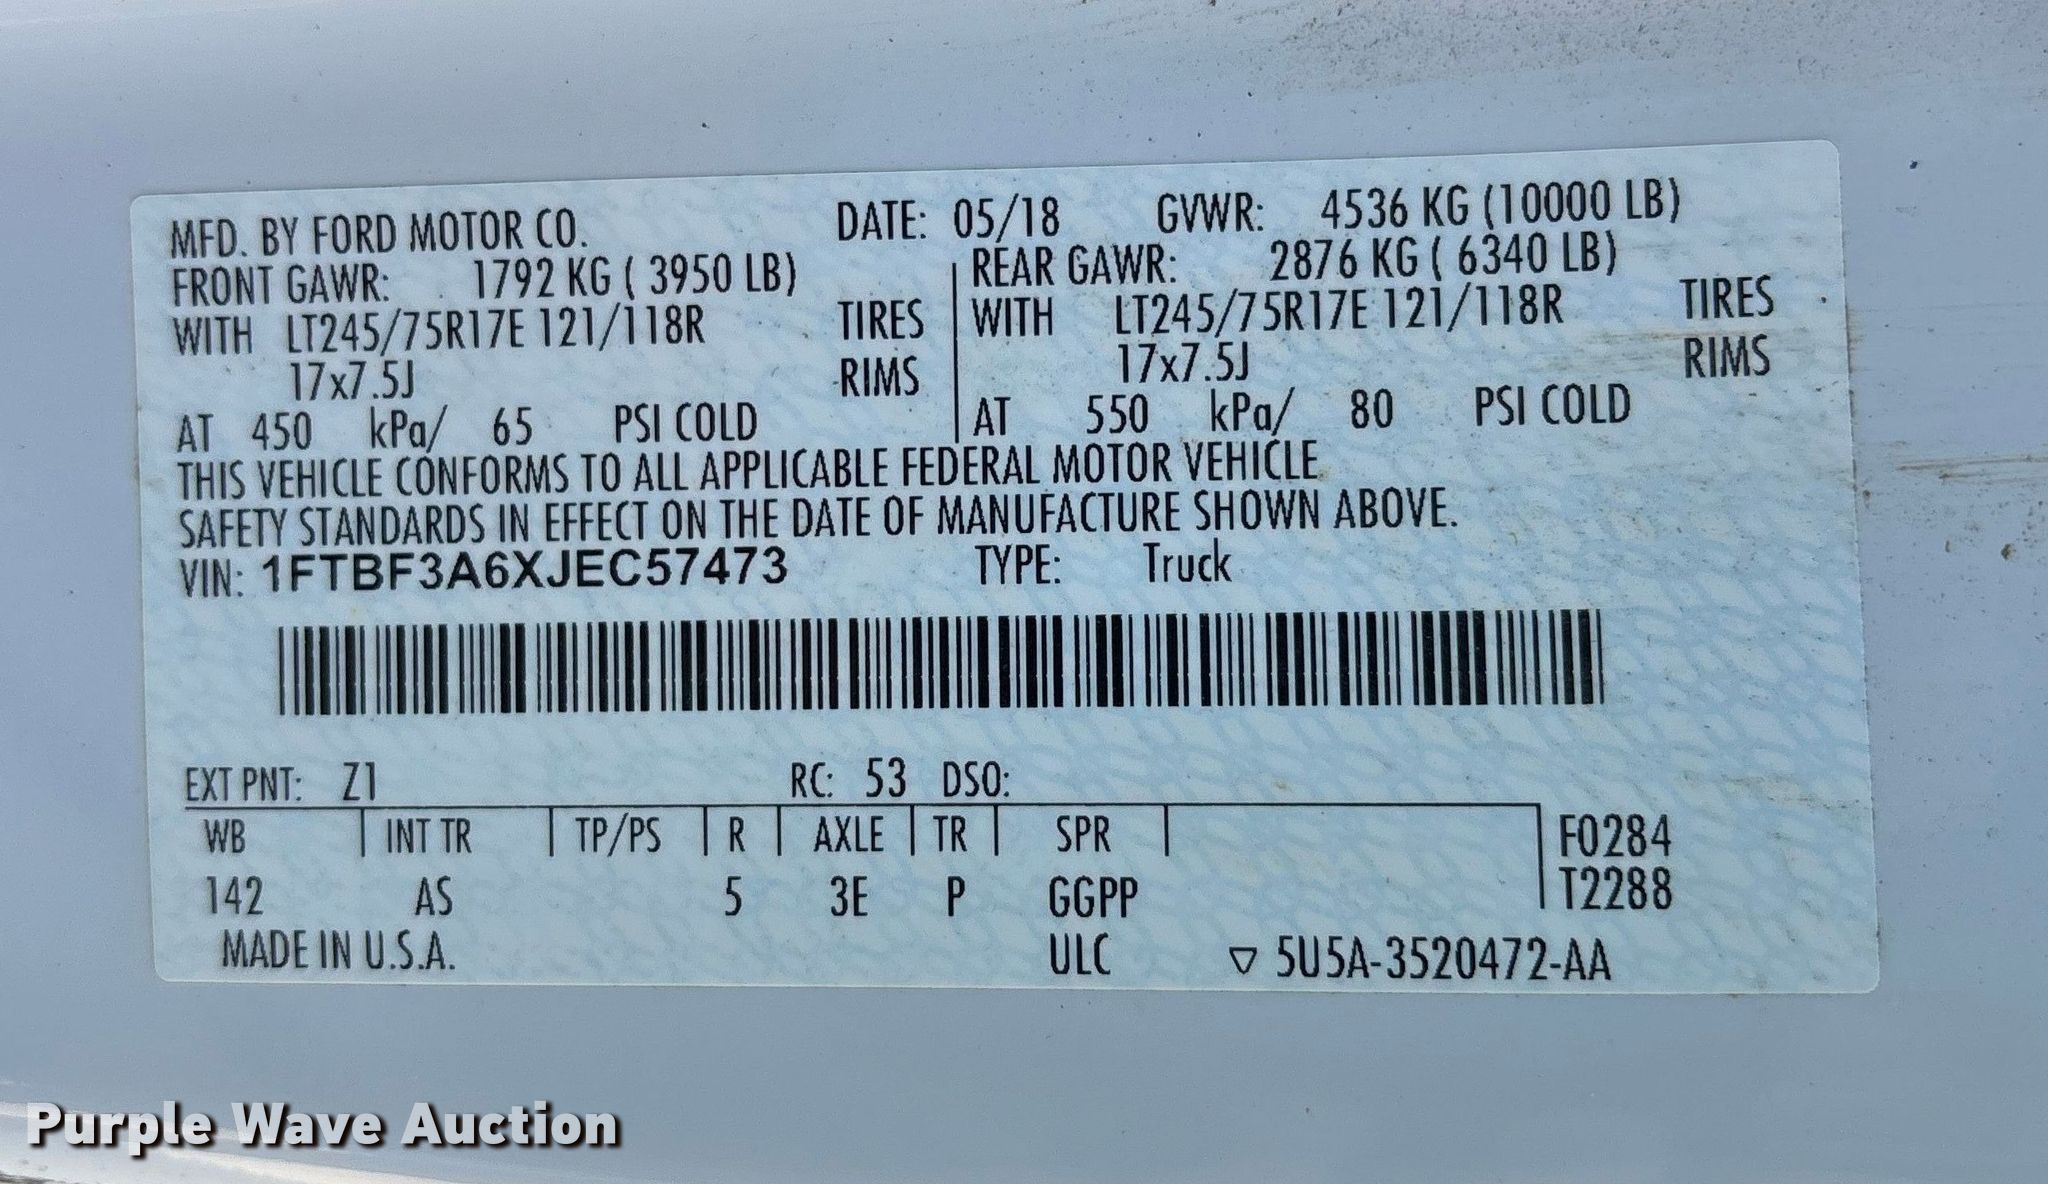 MFD. BY FORD MOTOR CO. DATE: 05/18 GVWR: 4536 KG (10000 LB)
FRONT GAWR: 1792 KG ( 3950 LB) REAR GAWR: 2876 KG ( 6340 LB)
WITH LT245/75R17E 121/118R TIRES WITH LT245/75R17E 121/118R TIRES
17x7.5J RIMS 17x7.5J RIMS
AT 450 kPa/ 65 PSI COLD AT 550 kPa/ 80 PSI COLD
THIS VEHICLE CONFORMS TO ALL APPLICABLE FEDERAL MOTOR VEHICLE
SAFETY STANDARDS IN EFFECT ON THE DATE OF MANUFACTURE SHOWN ABOVE.
VIN: 1FTBF3A6XJEC57473 TYPE: Truck
EXT PNT: Z1 RC: 53 DSO:
WB INT TR TP/PS R AXLE TR SPR F0284
142 AS 5 3E P GGPP T2288
MADE IN U.S.A. ULC ▽ 5U5A-3520472-AA
Purple Wave Auction